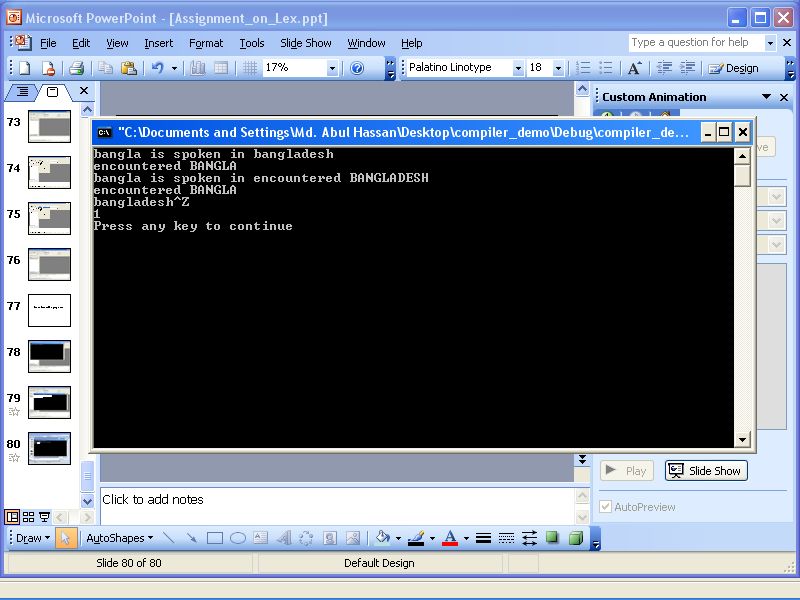 Microsoft PowerPoint - [Assignment_on_Lex.ppt]
File Edit View Insert Format Tools Slide Show Window Help
Type a question for help
17%
Palatino Linotype
18
Design
Custom Animation
73
"C:\Documents and Settings\Md. Abul Hassan\Desktop\compiler_demo\Debug\compiler_de...
bangla is spoken in bangladesh
encountered BANGLA
bangla is spoken in encountered BANGLADESH
encountered BANGLA
bangladesh^Z
1
Press any key to continue
74
75
76
77
78
79
80
Play
Slide Show
AutoPreview
Click to add notes
Draw
AutoShapes
Slide 80 of 80
Default Design